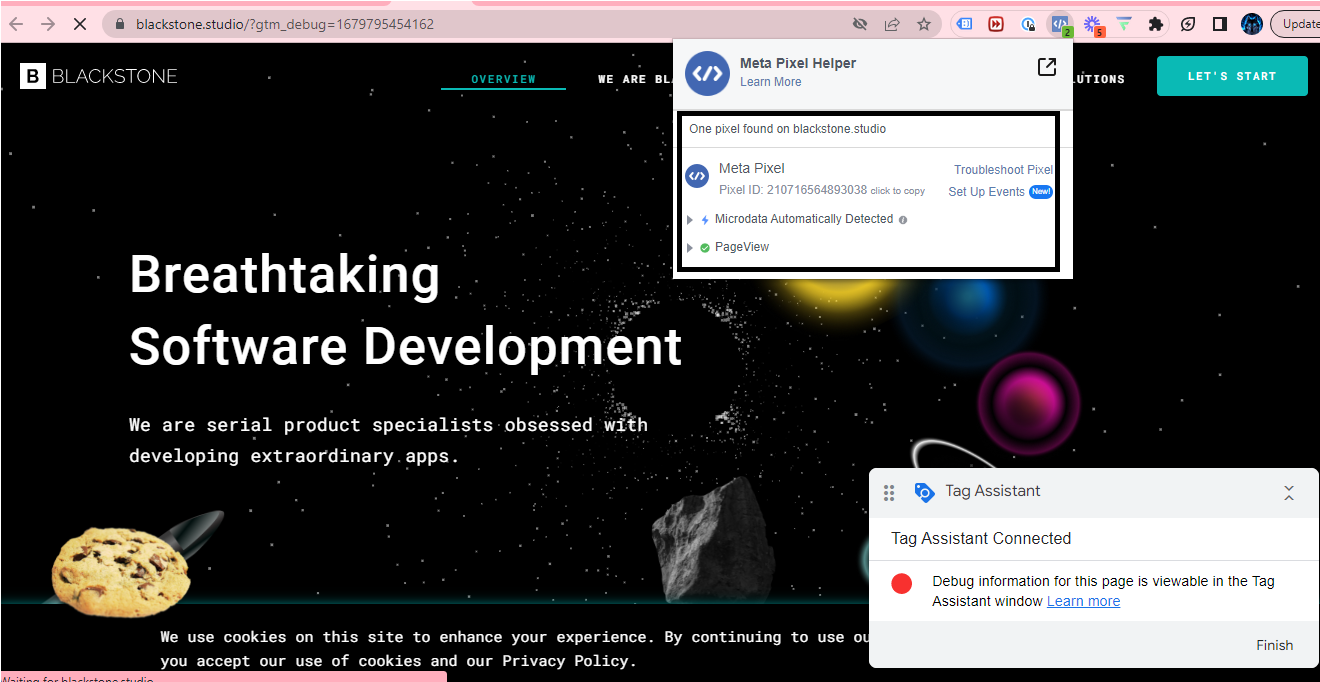 blackstone.studio/?gtm_debug=1679795454162
2
5
Update
B BLACKSTONE
OVERVIEW
WE ARE BLA
LUTIONS
LET'S START
Meta Pixel Helper
Learn More
One pixel found on blackstone.studio
Meta Pixel
Troubleshoot Pixel
Pixel ID: 210716564893038 click to copy
Set Up Events New!
Microdata Automatically Detected
PageView
Breathtaking
Software Development
We are serial product specialists obsessed with
developing extraordinary apps.
Tag Assistant
Tag Assistant Connected
Debug information for this page is viewable in the Tag
Assistant window Learn more
Finish
We use cookies on this site to enhance your experience. By continuing to use ou
you accept our use of cookies and our Privacy Policy.
Waiting for blackstone.studio